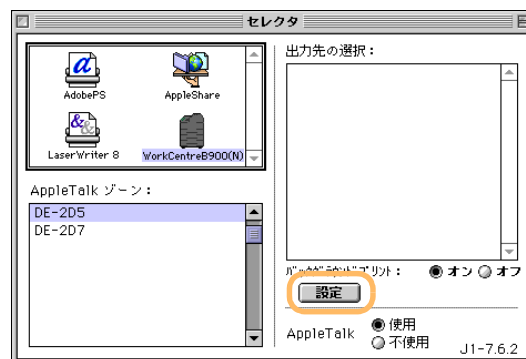 セレクタ
AdobePS
AppleShare
LaserWriter 8
WorkCentreB900(N)
AppleTalk ゾーン：
DE-2D5
DE-2D7
出力先の選択：
バックグラウンドプリント： オン オフ
設定
AppleTalk 使用
不使用
J1-7.6.2